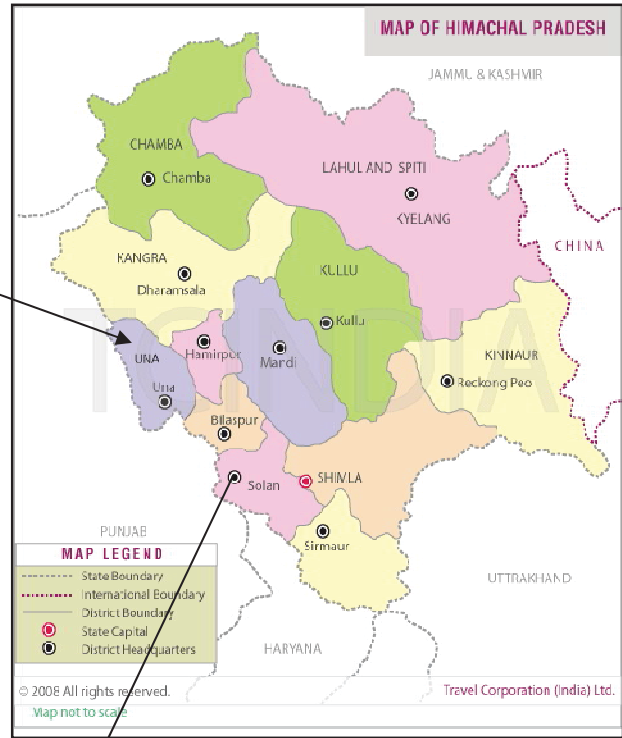 MAP OF HIMACHAL PRADESH
JAMMU & KASHMIR
CHAMBA
Chamba
LAHUL AND SPITI
KYELANG
CHINA
KANGRA
Dharamsala
KULLU
Kullu
TCINDIA
UNA
Una
Hamirpur
Mandi
KINNAUR
Reckong Peo
Bilaspur
Solan
SHIMLA
Sirmaur
PUNJAB
MAP LEGEND
State Boundary
International Boundary
District Boundary
State Capital
District Headquarters
UTTRAKHAND
HARYANA
© 2008 All rights reserved.
Travel Corporation (India) Ltd.
Map not to scale